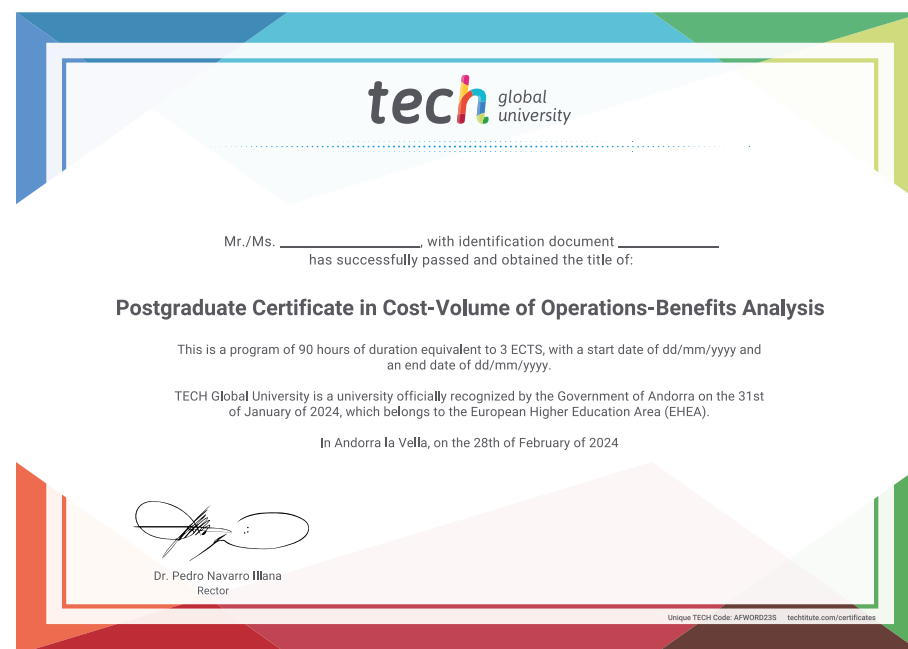 tech global university
Mr./Ms. ____________________, with identification document ______________
has successfully passed and obtained the title of:
Postgraduate Certificate in Cost-Volume of Operations-Benefits Analysis
This is a program of 90 hours of duration equivalent to 3 ECTS, with a start date of dd/mm/yyyy and
an end date of dd/mm/yyyy.
TECH Global University is a university officially recognized by the Government of Andorra on the 31st
of January of 2024, which belongs to the European Higher Education Area (EHEA).
In Andorra la Vella, on the 28th of February of 2024
Dr. Pedro Navarro Illana
Rector
Unique TECH Code: AFWORD23S techtitute.com/certificates